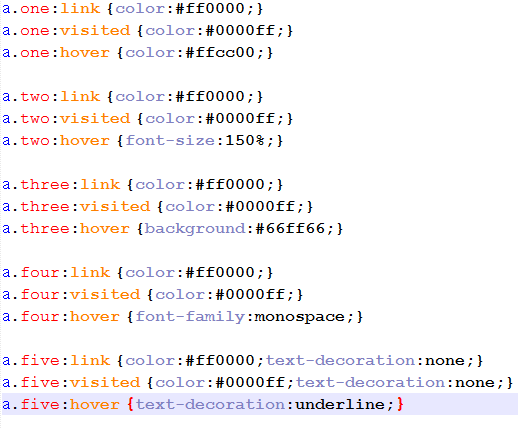 a.one:link {color:#ff0000;}
a.one:visited {color:#0000ff;}
a.one:hover {color:#ffcc00;}
a.two:link {color:#ff0000;}
a.two:visited {color:#0000ff;}
a.two:hover {font-size:150%;}
a.three:link {color:#ff0000;}
a.three:visited {color:#0000ff;}
a.three:hover {background:#66ff66;}
a.four:link {color:#ff0000;}
a.four:visited {color:#0000ff;}
a.four:hover {font-family:monospace;}
a.five:link {color:#ff0000;text-decoration:none;}
a.five:visited {color:#0000ff;text-decoration:none;}
a.five:hover {text-decoration:underline;}